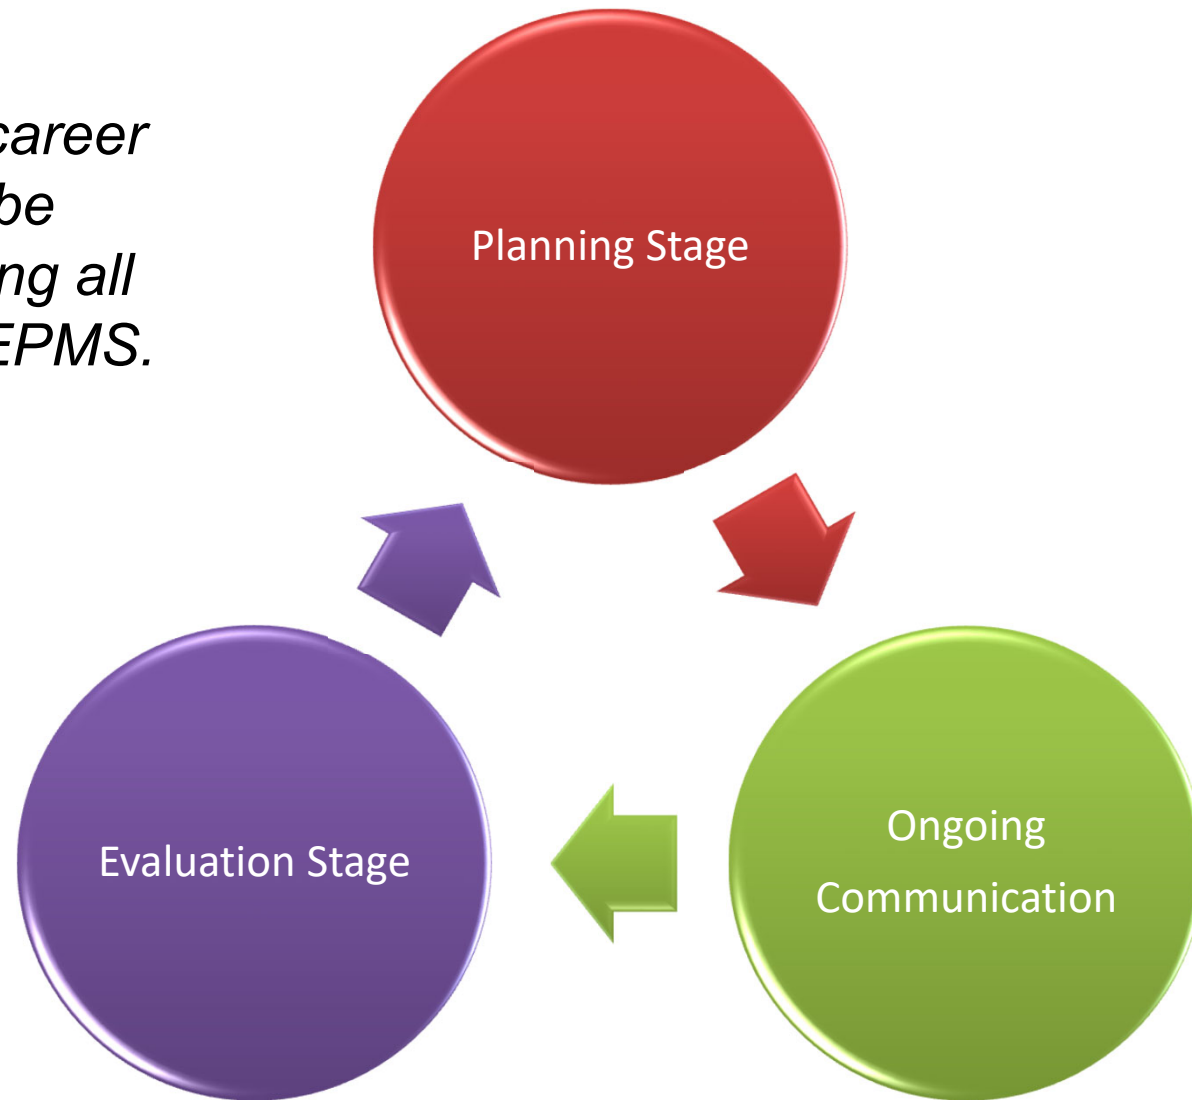 career
be
ng all
EPMS.
Planning Stage
Ongoing
Communication
Evaluation Stage